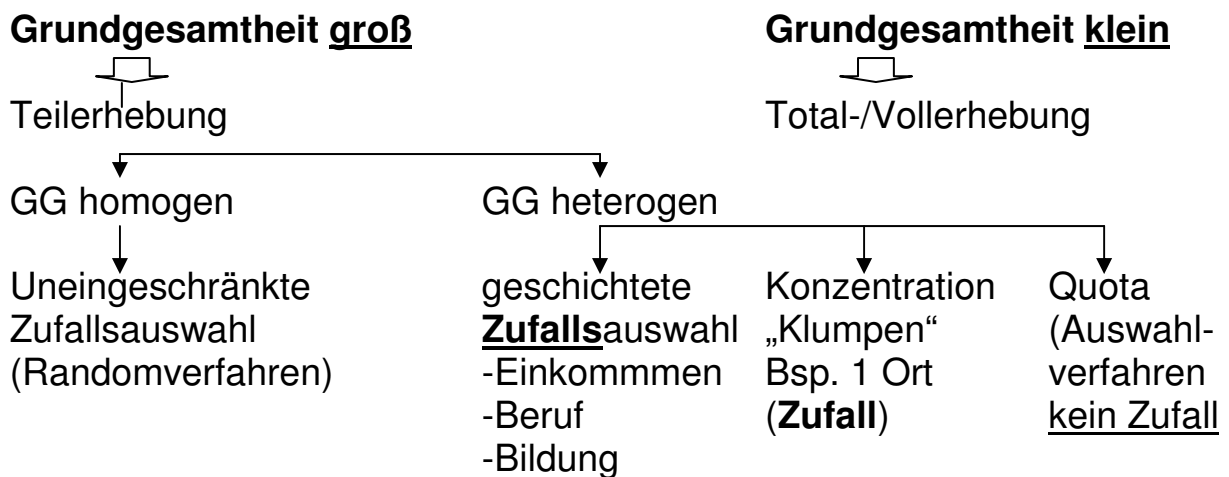 Grundgesamtheit groß
Grundgesamtheit klein
Teilerhebung
Total-/Vollerhebung
GG homogen
GG heterogen
Uneingeschränkte
Zufallsauswahl
(Randomverfahren)
geschichtete
Zufallsauswahl
-Einkommmen
-Beruf
-Bildung
Konzentration
„Klumpen“
Bsp. 1 Ort
(Zufall)
Quota
(Auswahl-
verfahren
kein Zufall